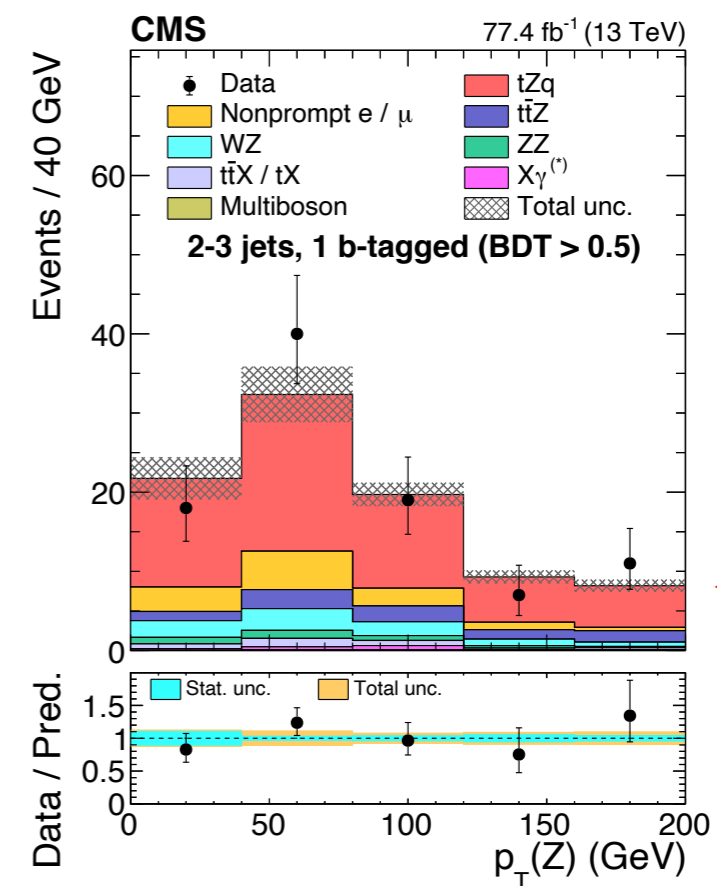 CMS 77.4 fb⁻¹ (13 TeV)
Events / 40 GeV
60
40
20
0
Data tZq
Nonprompt e / μ tt̄Z
WZ ZZ
tt̄X / tX Xγ⁽*⁾
Multiboson Total unc.
2-3 jets, 1 b-tagged (BDT > 0.5)
Data / Pred.
1.5
1
0.5
0
Stat. unc. Total unc.
0 50 100 150 200
p_T(Z) (GeV)